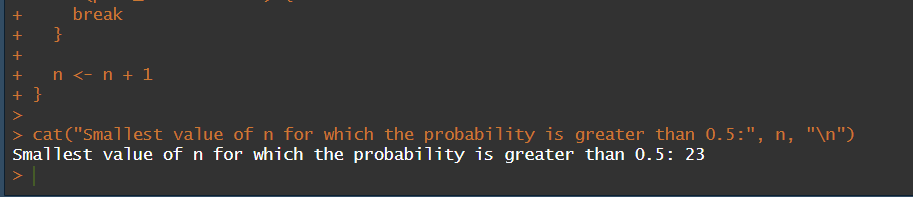 +     break
+   }
+
+   n <- n + 1
+ }
>
> cat("Smallest value of n for which the probability is greater than 0.5:", n, "\n")
Smallest value of n for which the probability is greater than 0.5: 23
>